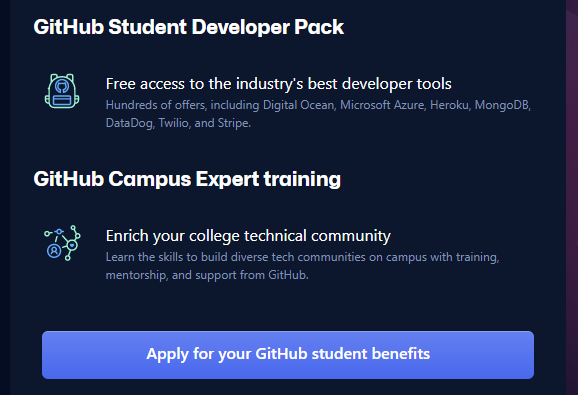 GitHub Student Developer Pack
Free access to the industry's best developer tools
Hundreds of offers, including Digital Ocean, Microsoft Azure, Heroku, MongoDB,
DataDog, Twilio, and Stripe.
GitHub Campus Expert training
Enrich your college technical community
Learn the skills to build diverse tech communities on campus with training,
mentorship, and support from GitHub.
Apply for your GitHub student benefits